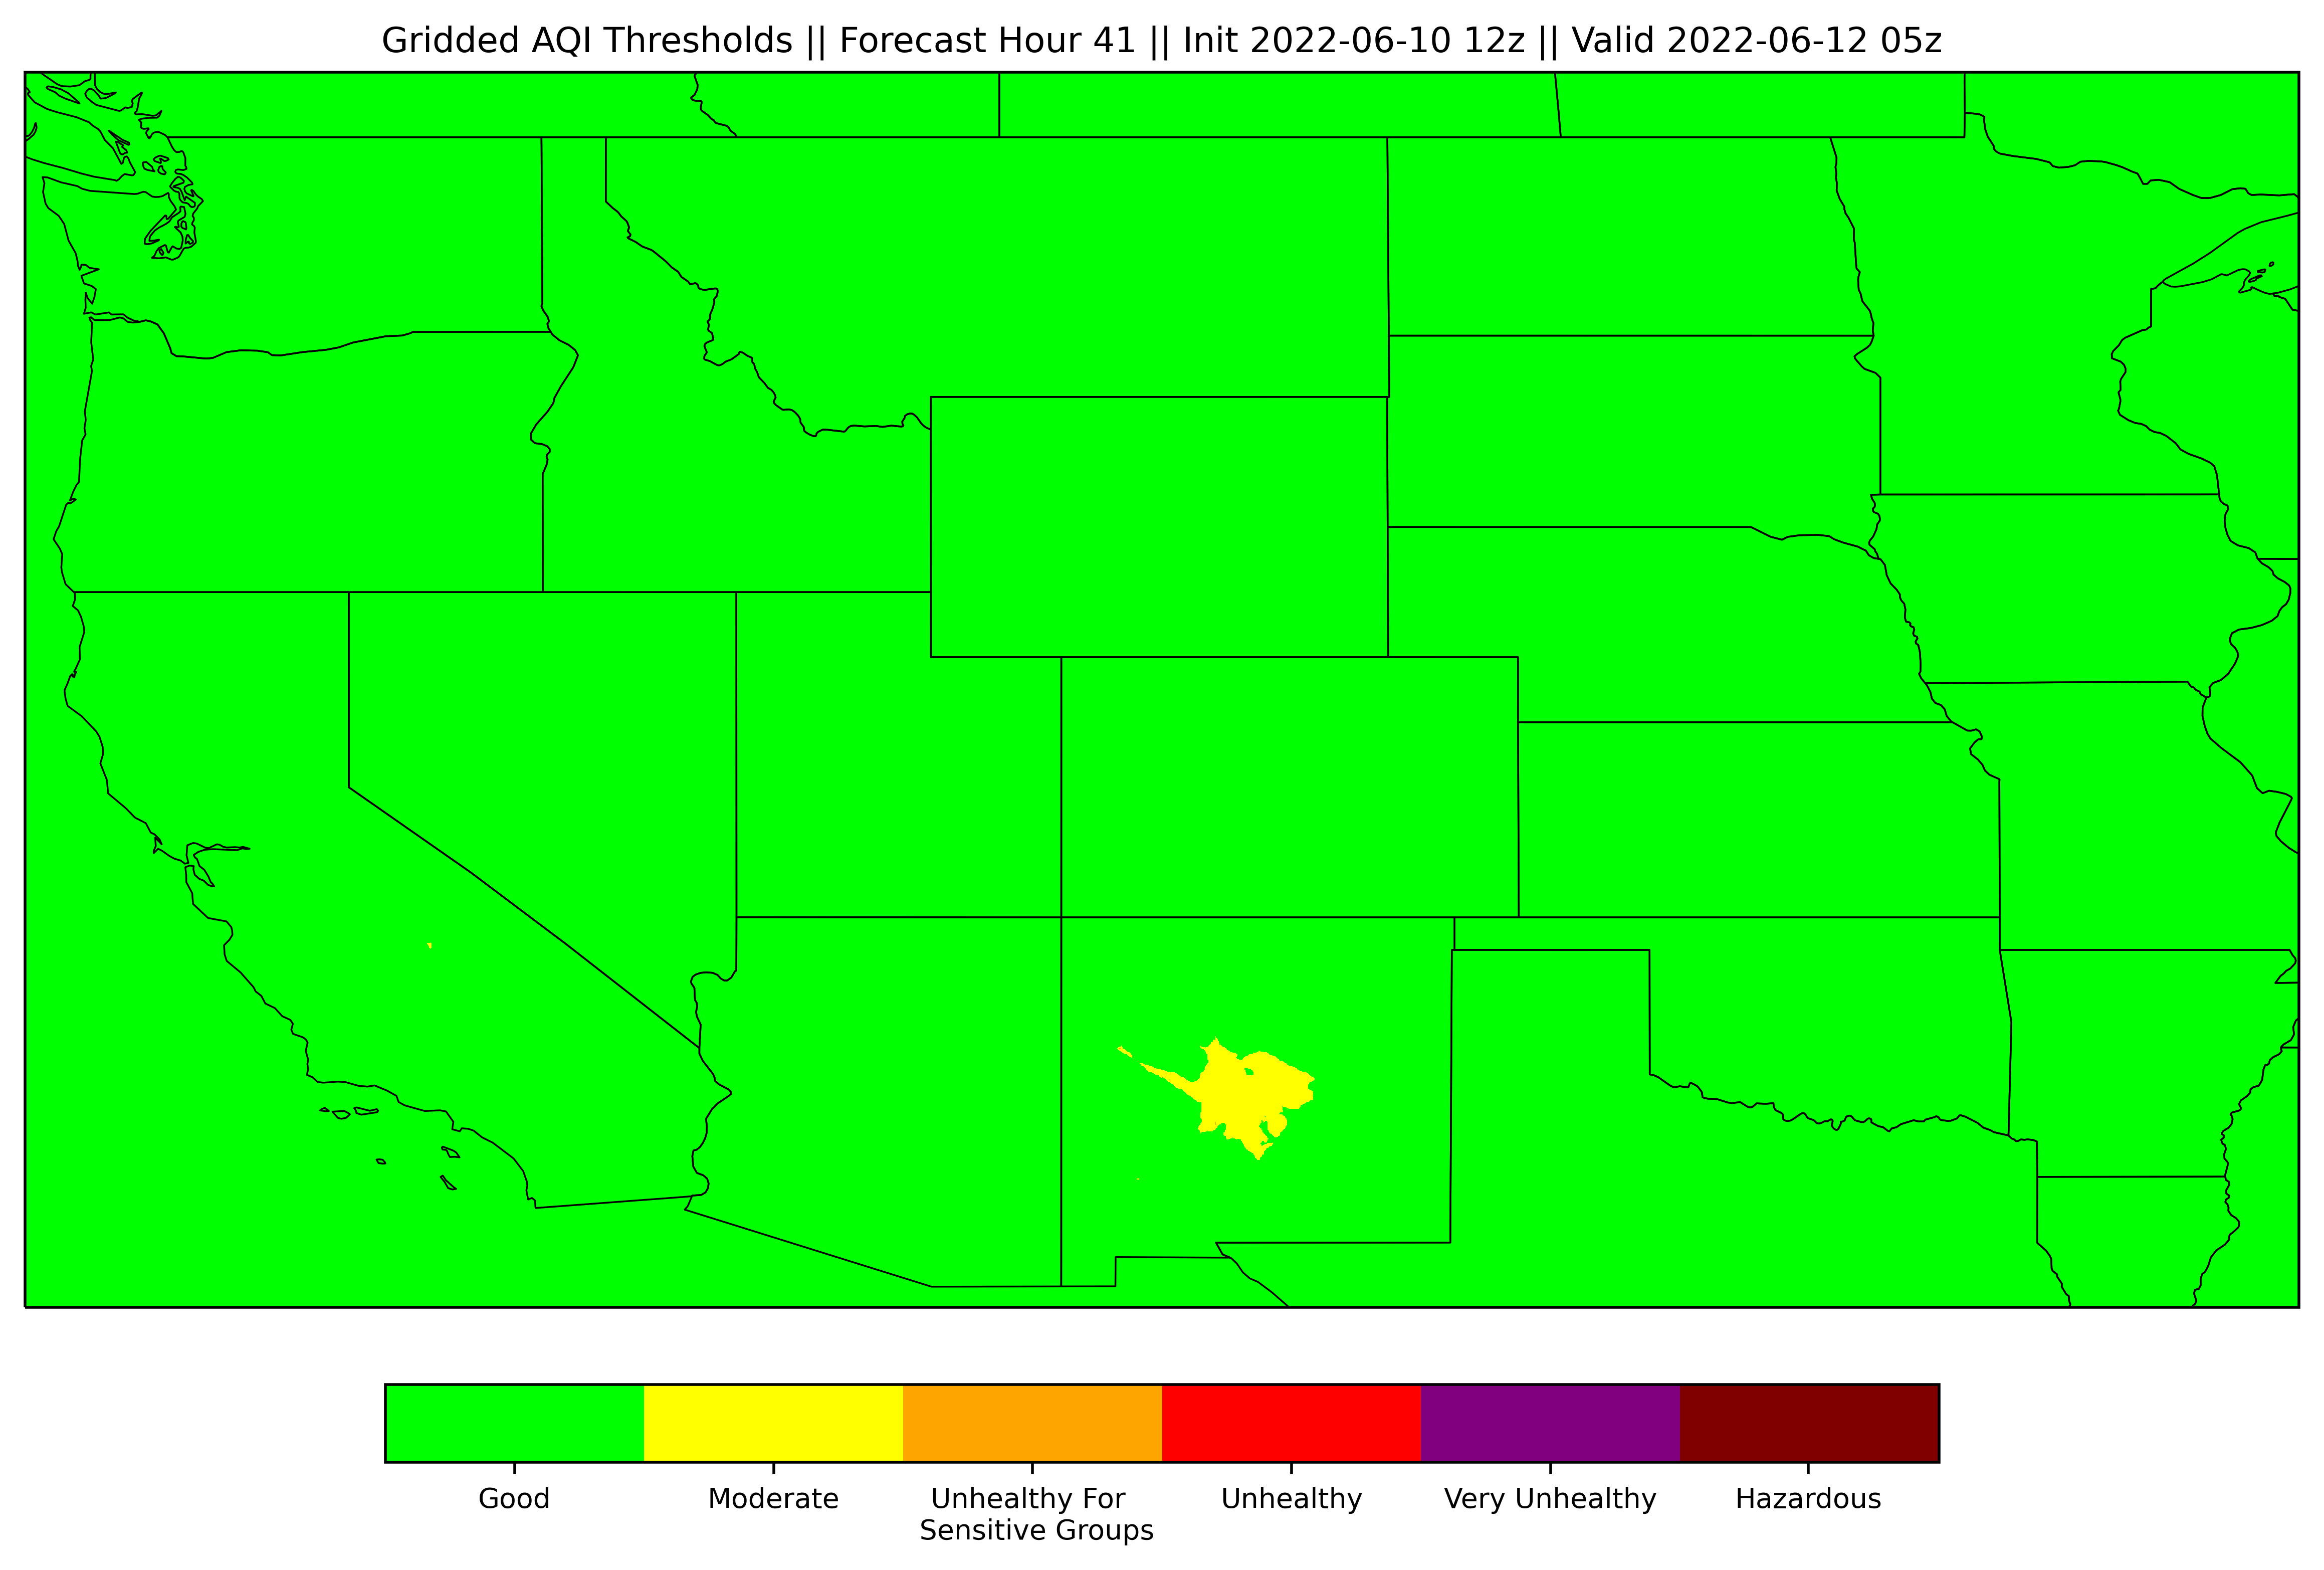 Gridded AQI Thresholds || Forecast Hour 41 || Init 2022-06-10 12z || Valid 2022-06-12 05z
Good
Moderate
Unhealthy For
Sensitive Groups
Unhealthy
Very Unhealthy
Hazardous